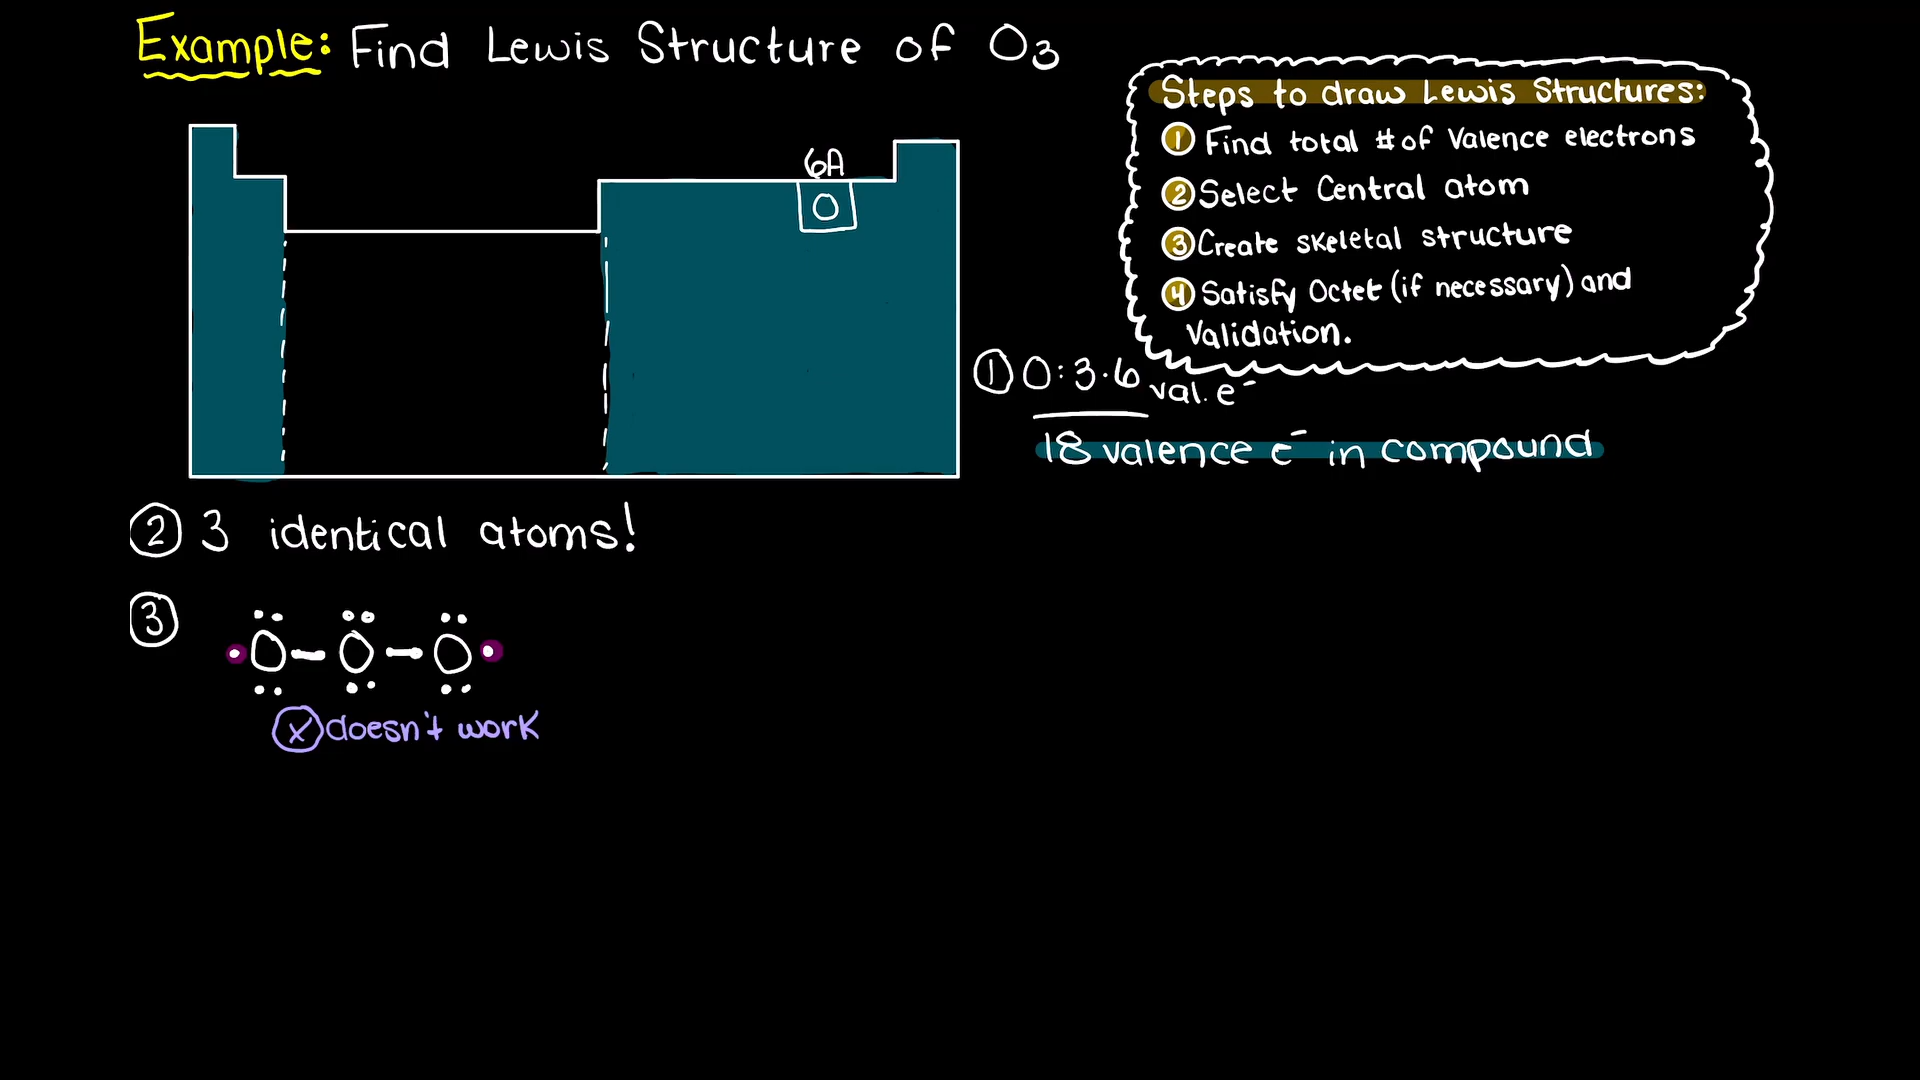 Example: Find Lewis Structure of O3
Steps to draw Lewis Structures:
① Find total # of Valence electrons
② Select Central atom
③ Create skeletal structure
④ Satisfy Octet (if necessary) and
Validation.
6A
O
① O: 3·6 val. e⁻
18 valence e⁻ in compound
② 3 identical atoms!
③
O – O – O
ⓧ doesn't work